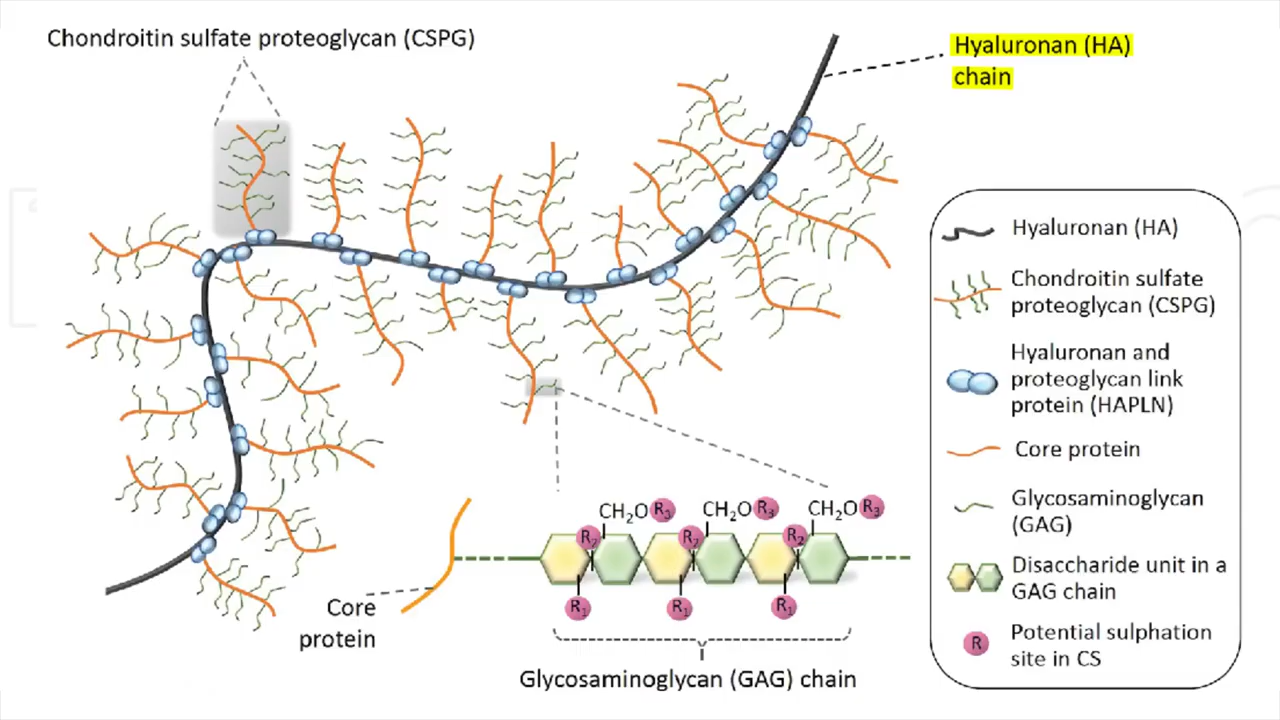 Chondroitin sulfate proteoglycan (CSPG)
Hyaluronan (HA)
chain
Hyaluronan (HA)
Chondroitin sulfate
proteoglycan (CSPG)
Hyaluronan and
proteoglycan link
protein (HAPLN)
Core protein
Glycosaminoglycan
(GAG)
Disaccharide unit in a
GAG chain
R
Potential sulphation
site in CS
CH₂O R₃ CH₂O R₃ CH₂O R₃
R₂ R₂ R₂
R₁ R₁ R₁
Core
protein
Glycosaminoglycan (GAG) chain